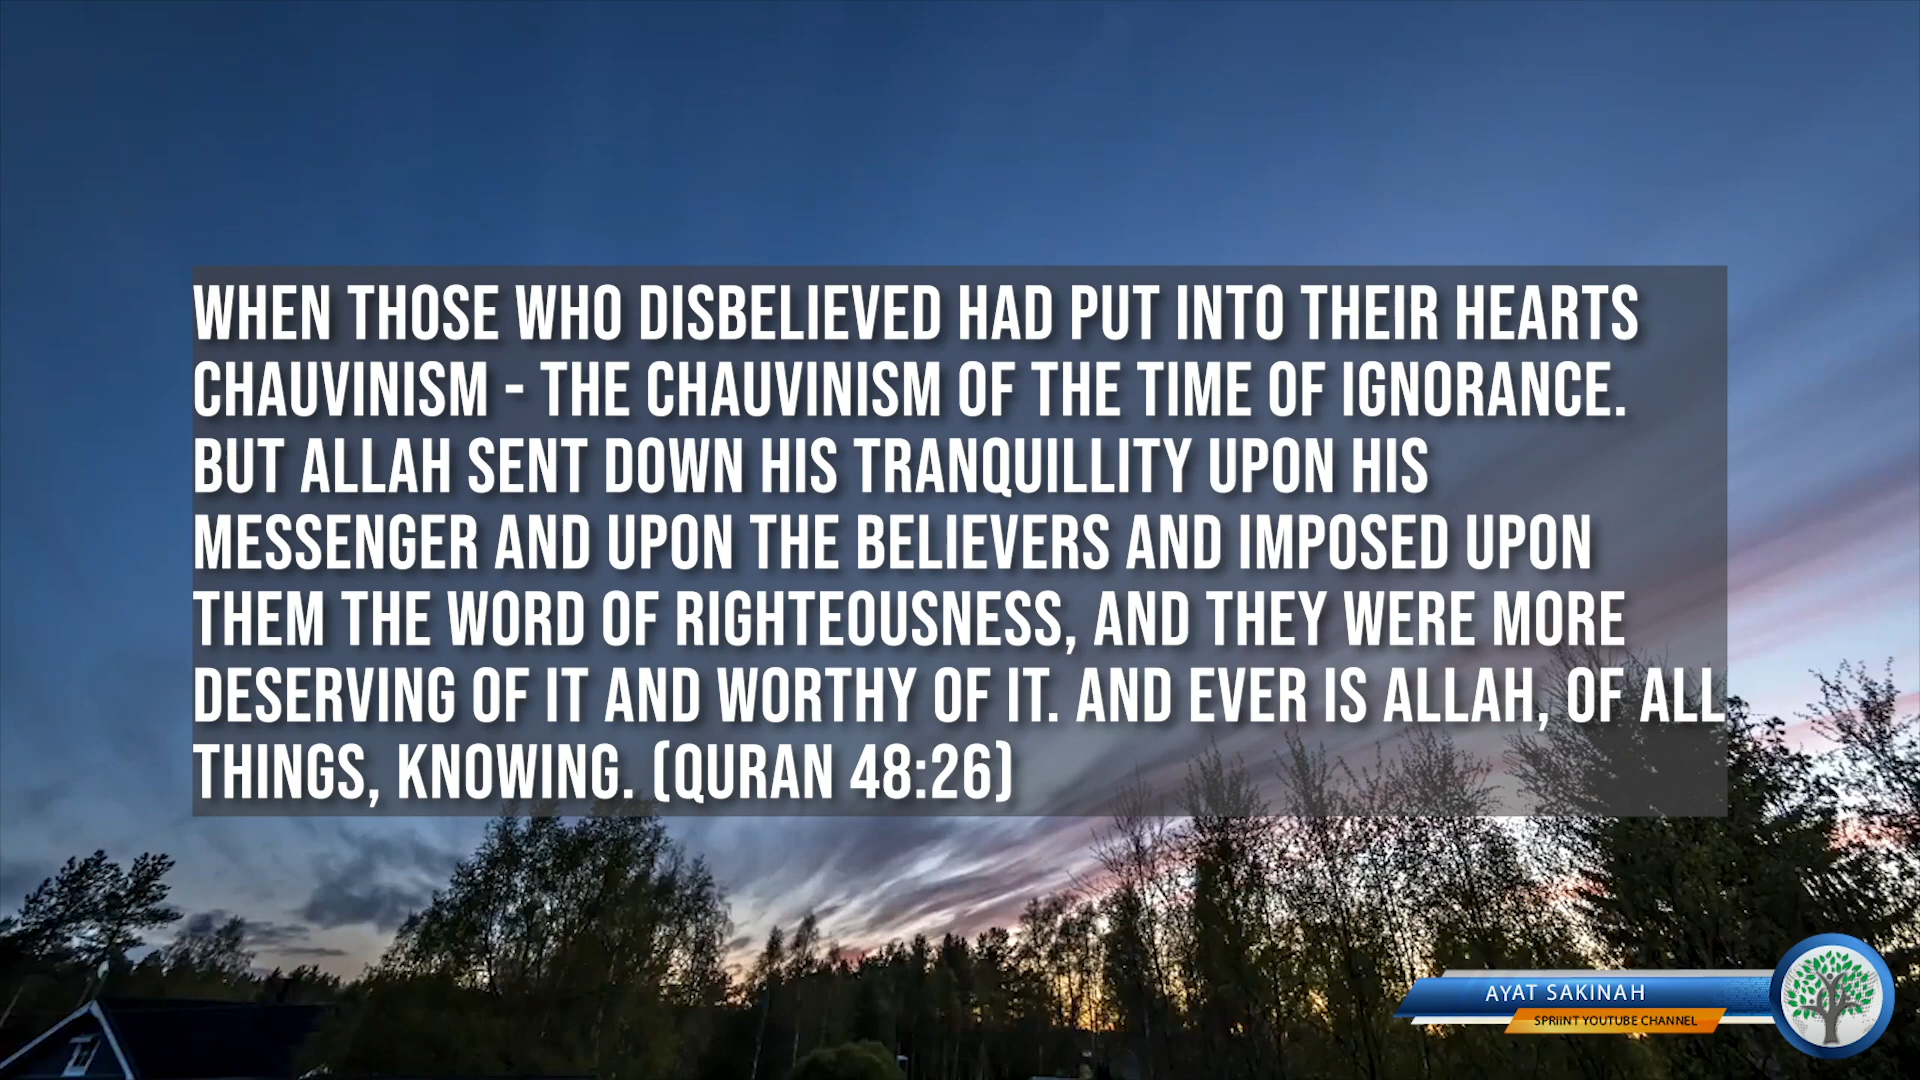 WHEN THOSE WHO DISBELIEVED HAD PUT INTO THEIR HEARTS
CHAUVINISM - THE CHAUVINISM OF THE TIME OF IGNORANCE.
BUT ALLAH SENT DOWN HIS TRANQUILLITY UPON HIS
MESSENGER AND UPON THE BELIEVERS AND IMPOSED UPON
THEM THE WORD OF RIGHTEOUSNESS, AND THEY WERE MORE
DESERVING OF IT AND WORTHY OF IT. AND EVER IS ALLAH, OF ALL
THINGS, KNOWING. (QURAN 48:26)
AYAT SAKINAH
SPRiiNT YOUTUBE CHANNEL